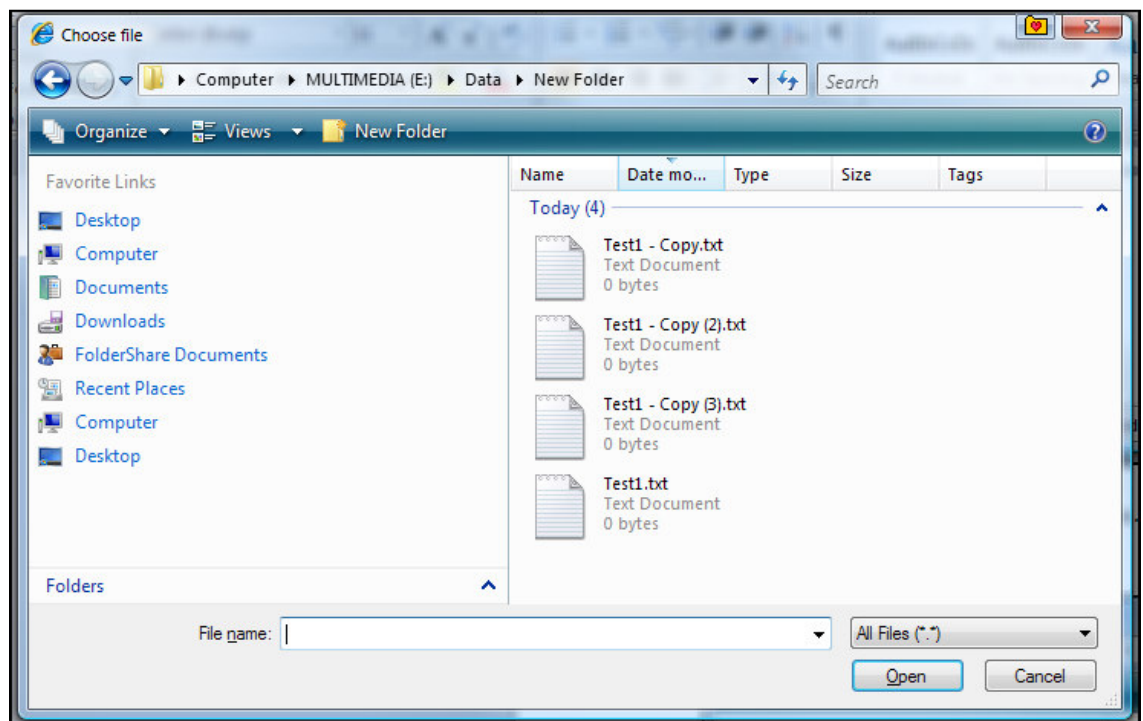 Choose file
Computer MULTIMEDIA (E:) Data New Folder
Search
Organize Views New Folder
Favorite Links
Desktop
Computer
Documents
Downloads
FolderShare Documents
Recent Places
Computer
Desktop
Folders
Name Date mo... Type Size Tags
Today (4)
Test1 - Copy.txt
Text Document
0 bytes
Test1 - Copy (2).txt
Text Document
0 bytes
Test1 - Copy (3).txt
Text Document
0 bytes
Test1.txt
Text Document
0 bytes
File name: All Files (*.*)
Open Cancel